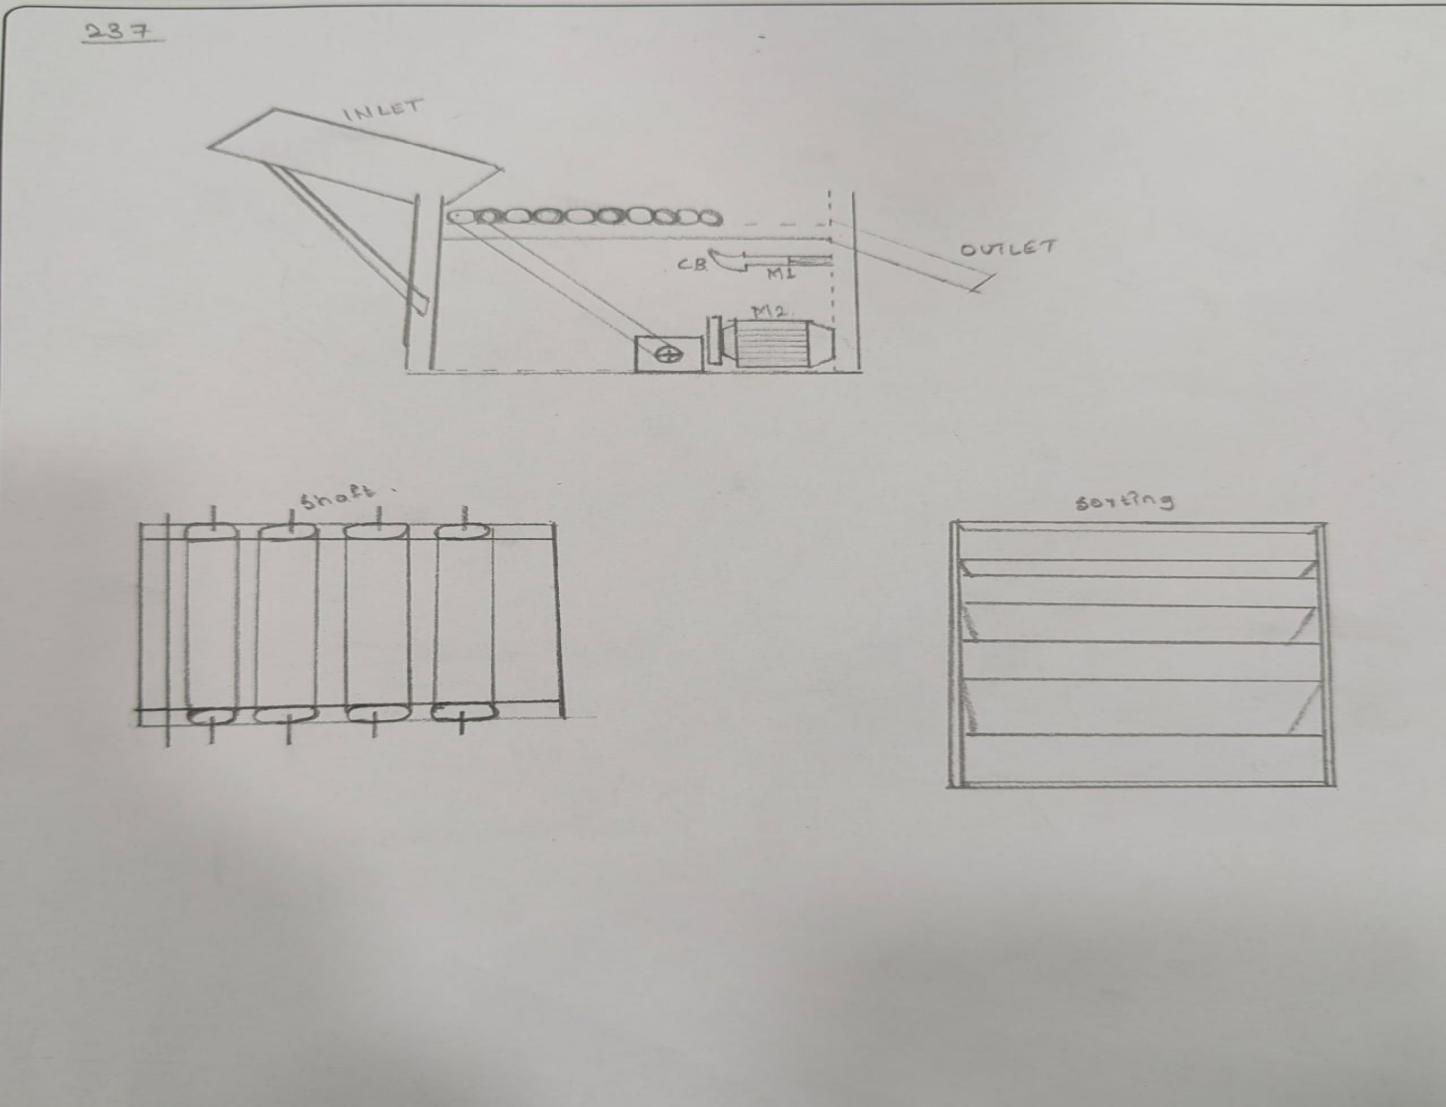 237
INLET
OUTLET
CB
M1
M2
Shaft.
Sorting